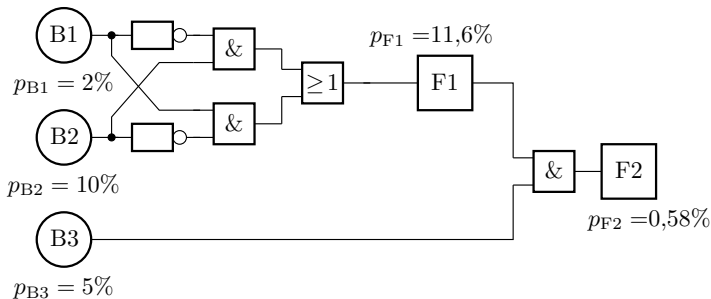 B1
&
p_F1 = 11,6%
p_B1 = 2%
≥1
F1
&
B2
p_B2 = 10%
&
F2
p_F2 = 0,58%
B3
p_B3 = 5%